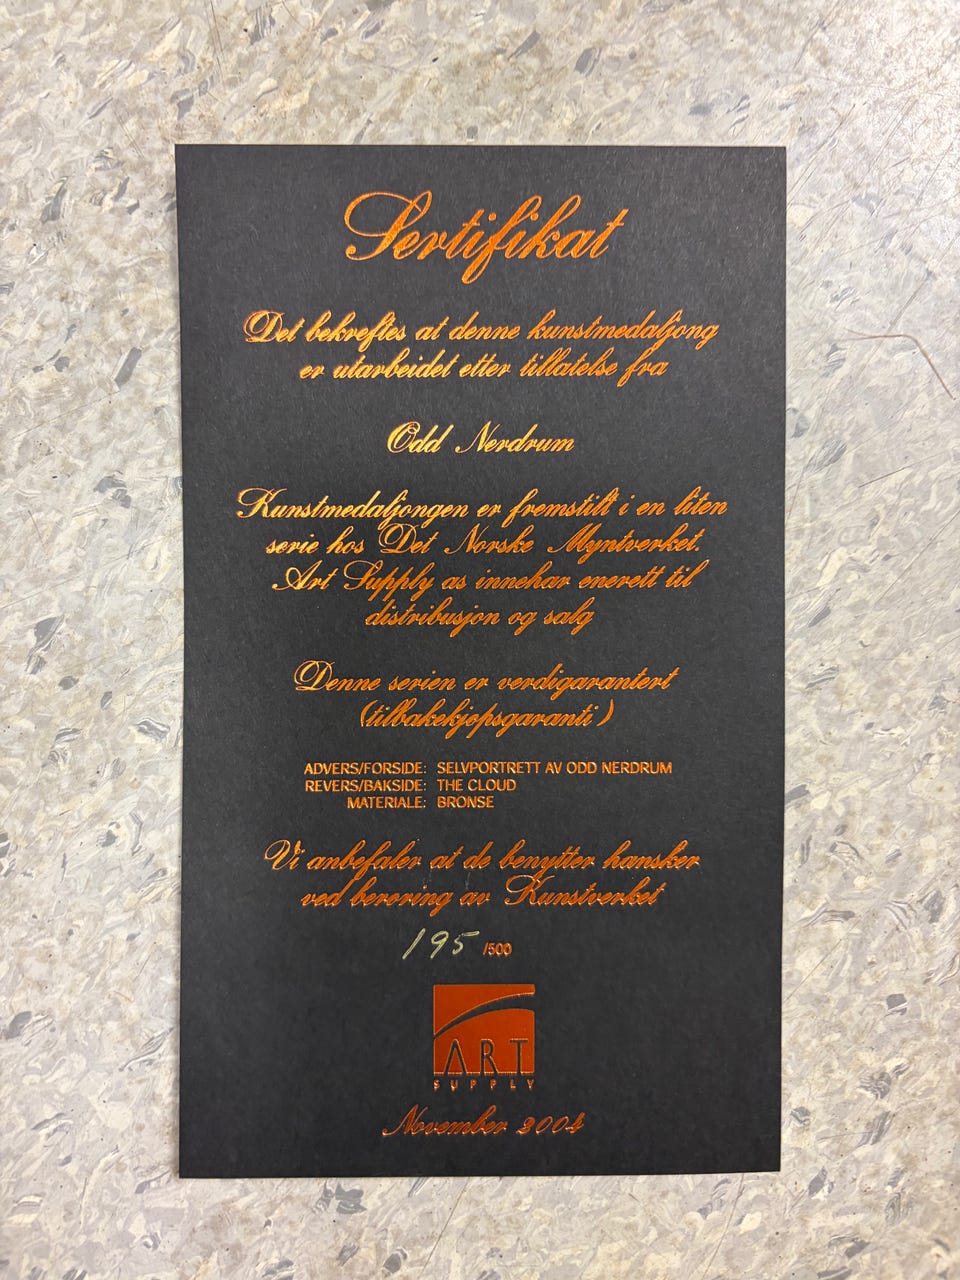 Sertifikat
Det bekreftes at denne kunstmedaljong
er utarbeidet etter tillatelse fra
Odd Nerdrum
Kunstmedaljongen er fremstilt i en liten
serie hos Det Norske Myntverket.
Art Supply as innehar enerett til
distribusjon og salg
Denne serien er verdigarantert
(tilbakekjøpsgaranti)
ADVERS/FORSIDE: SELVPORTRETT AV ODD NERDRUM
REVERS/BAKSIDE: THE CLOUD
MATERIALE: BRONSE
Vi anbefaler at de benytter hansker
ved berøring av Kunstverket
195 /500
ART
SUPPLY
November 2004